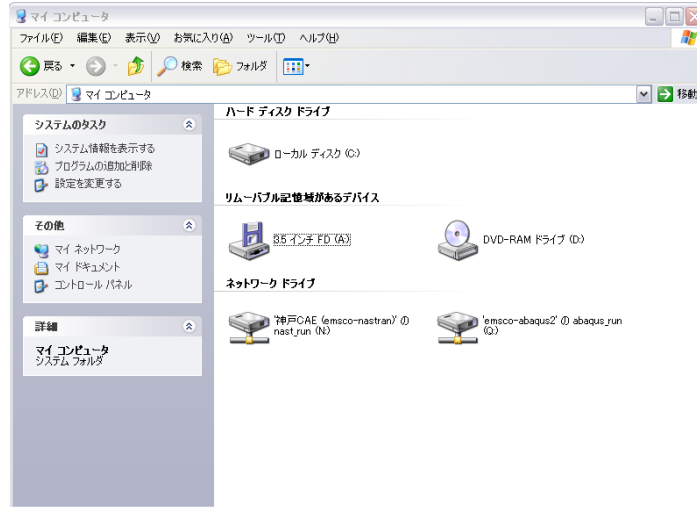 マイ コンピュータ
ファイル(F) 編集(E) 表示(V) お気に入り(A) ツール(T) ヘルプ(H)
戻る 検索 フォルダ
アドレス(D) マイ コンピュータ 移動
システムのタスク
システム情報を表示する
プログラムの追加と削除
設定を変更する
その他
マイ ネットワーク
マイ ドキュメント
コントロール パネル
詳細
マイ コンピュータ
システム フォルダ
ハード ディスク ドライブ
ローカル ディスク (C:)
リムーバブル記憶域があるデバイス
3.5 インチ FD (A:)
DVD-RAM ドライブ (D:)
ネットワーク ドライブ
'神戸CAE (emsco-nastran)' の
nast_run (N:)
'emsco-abaqus2' の abaqus_run
(Q:)